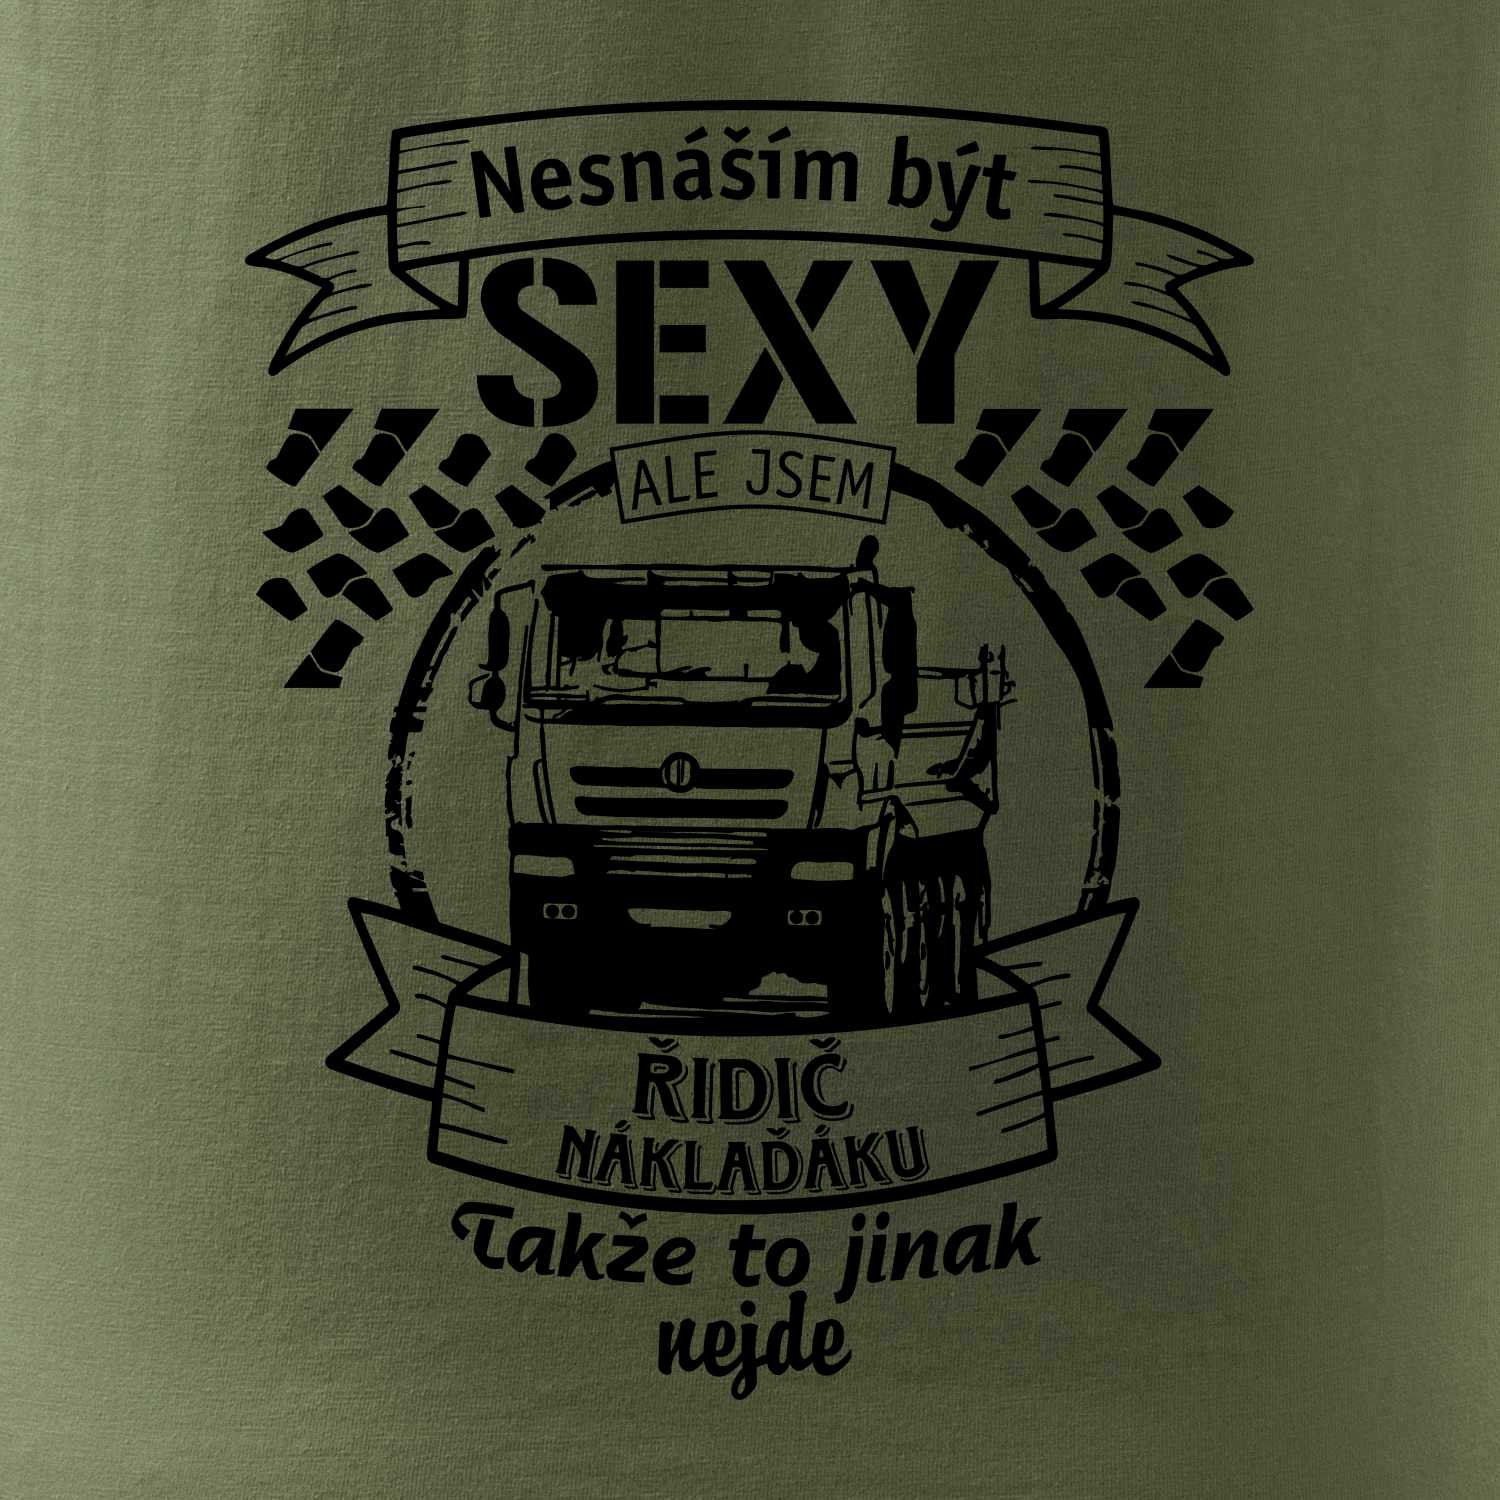 Nesnáším být
SEXY
ALE JSEM
ŘIDIČ
NÁKLAĎÁKU
Takže to jinak
nejde